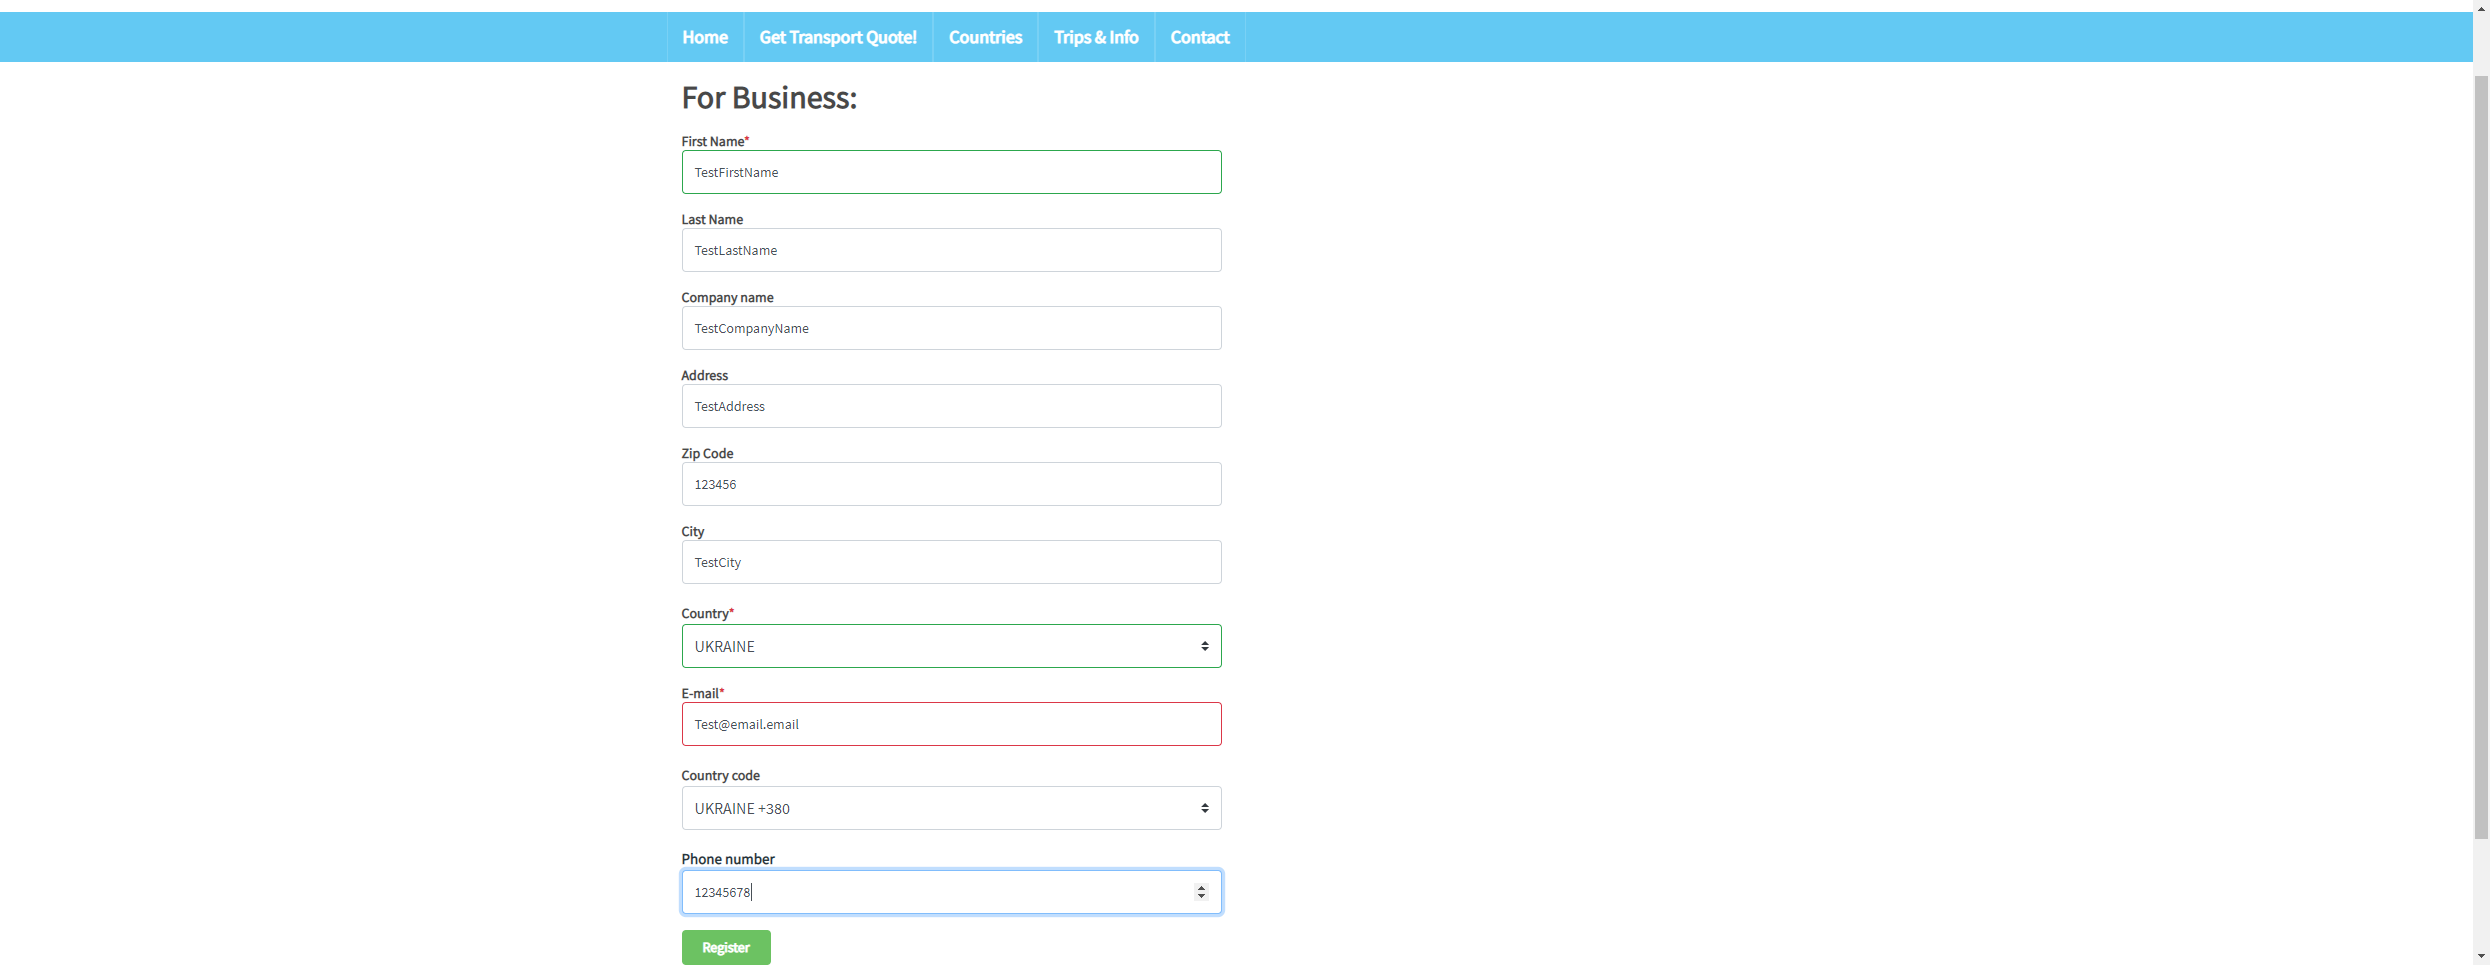 Home Get Transport Quote! Countries Trips & Info Contact
For Business:
First Name*
TestFirstName
Last Name
TestLastName
Company name
TestCompanyName
Address
TestAddress
Zip Code
123456
City
TestCity
Country*
UKRAINE
E-mail*
Test@email.email
Country code
UKRAINE +380
Phone number
12345678
Register